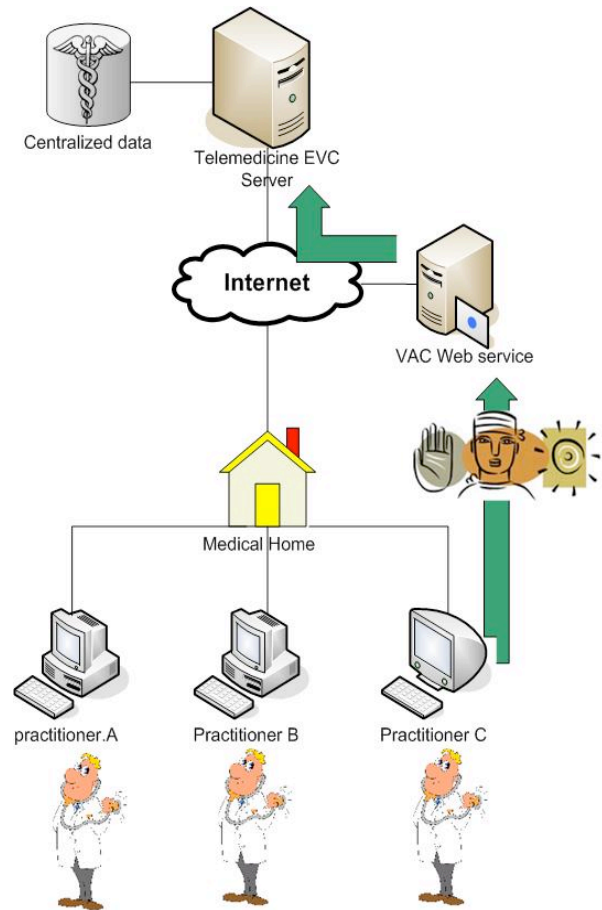 Centralized data
Telemedicine EVC
Server
Internet
VAC Web service
Medical Home
practitioner.A
Practitioner B
Practitioner C